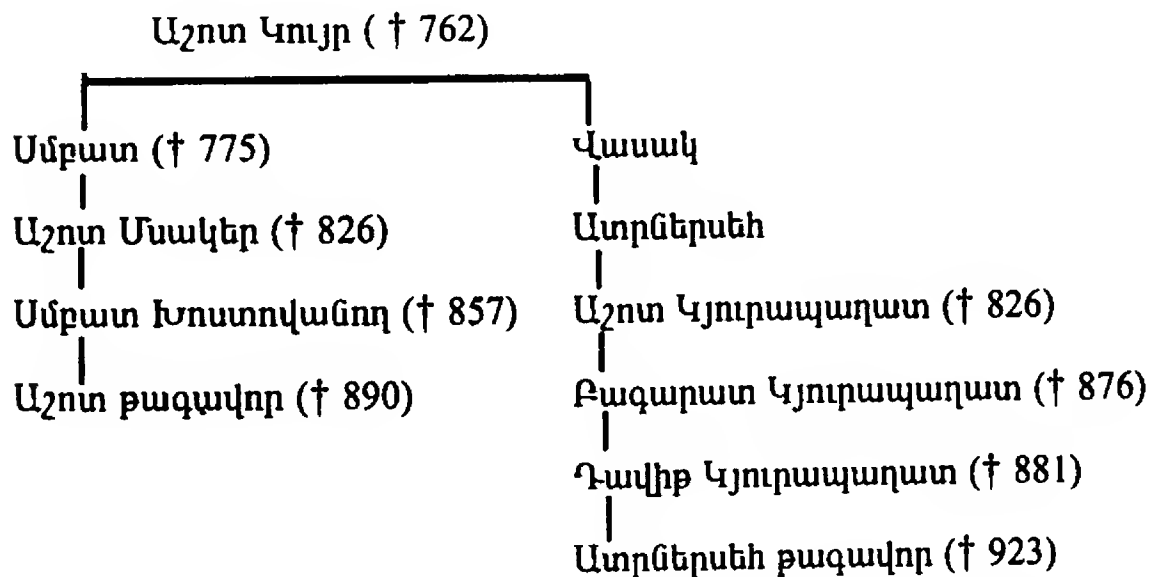 Աշոտ Կույր ( † 762)
Սմբատ († 775)
Վասակ
Աշոտ Մսակեր († 826)
Ատրներսեհ
Սմբատ Խոստովանող († 857)
Աշոտ Կյուրապաղատ († 826)
Աշոտ թագավոր († 890)
Բագարատ Կյուրապաղատ († 876)
Դավիթ Կյուրապաղատ († 881)
Ատրներսեհ թագավոր († 923)